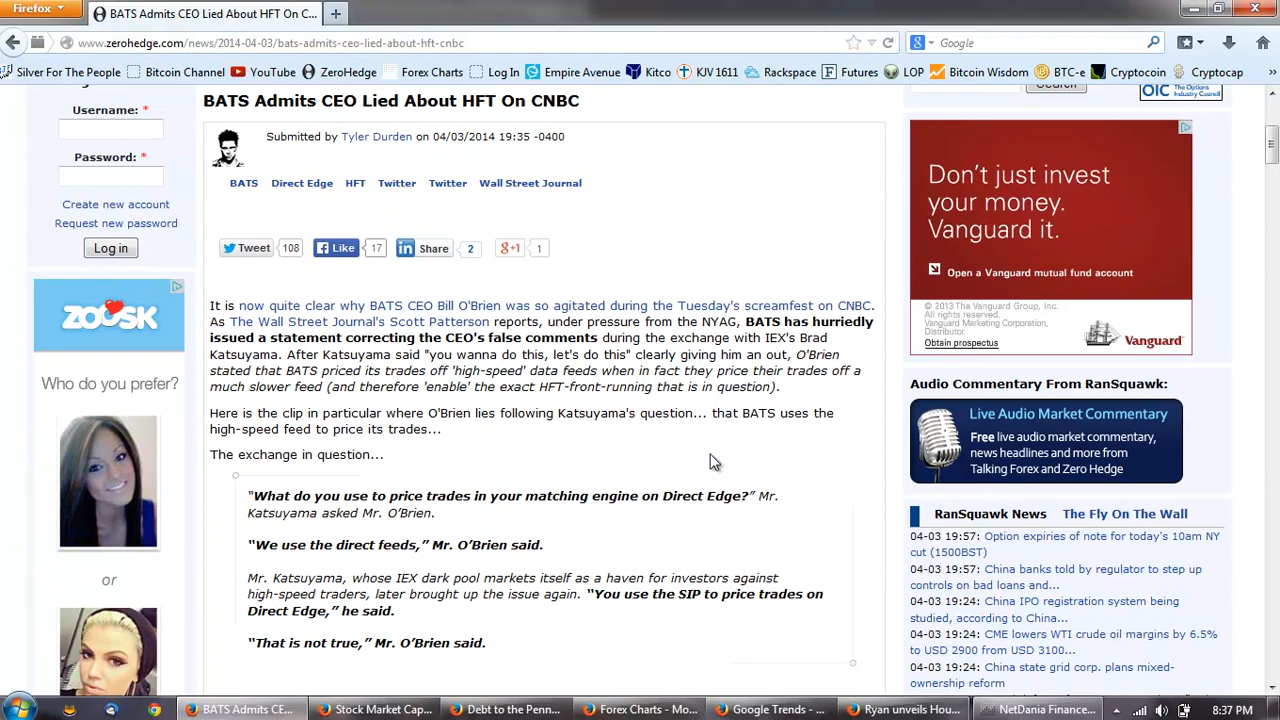 Firefox
BATS Admits CEO Lied About HFT On C...
www.zerohedge.com/news/2014-04-03/bats-admits-ceo-lied-about-hft-cnbc
Google
Silver For The People
Bitcoin Channel
YouTube
ZeroHedge
Forex Charts
Log In
Empire Avenue
Kitco
KJV 1611
Rackspace
Futures
LOP
Bitcoin Wisdom
BTC-e
Cryptocoin
Cryptocap
»
Username: *
Password: *
Create new account
Request new password
Log in
ZOOSK
Who do you prefer?
or
BATS Admits CEO Lied About HFT On CNBC
Submitted by Tyler Durden on 04/03/2014 19:35 -0400
BATS Direct Edge HFT Twitter Twitter Wall Street Journal
Tweet 108 Like 17 in Share 2 g+1 1
It is now quite clear why BATS CEO Bill O'Brien was so agitated during the Tuesday's screamfest on CNBC.
As The Wall Street Journal's Scott Patterson reports, under pressure from the NYAG, BATS has hurriedly
issued a statement correcting the CEO's false comments during the exchange with IEX's Brad
Katsuyama. After Katsuyama said "you wanna do this, let's do this" clearly giving him an out, O'Brien
stated that BATS priced its trades off 'high-speed' data feeds when in fact they price their trades off a
much slower feed (and therefore 'enable' the exact HFT-front-running that is in question).
Here is the clip in particular where O'Brien lies following Katsuyama's question... that BATS uses the
high-speed feed to price its trades...
The exchange in question...
“What do you use to price trades in your matching engine on Direct Edge?” Mr.
Katsuyama asked Mr. O’Brien.
“We use the direct feeds,” Mr. O’Brien said.
Mr. Katsuyama, whose IEX dark pool markets itself as a haven for investors against
high-speed traders, later brought up the issue again. “You use the SIP to price trades on
Direct Edge,” he said.
“That is not true,” Mr. O’Brien said.
Search
OIC The Options
Industry Council
Don't just invest
your money.
Vanguard it.
Open a Vanguard mutual fund account
© 2013 The Vanguard Group, Inc.
All rights reserved.
Vanguard Marketing Corporation,
Distributor.
Obtain prospectus
Vanguard
Audio Commentary From RanSquawk:
Live Audio Market Commentary
Free live audio market commentary,
news headlines and more from
Talking Forex and Zero Hedge
RanSquawk News
The Fly On The Wall
04-03 19:57: Option expiries of note for today's 10am NY
cut (1500BST)
04-03 19:57: China banks told by regulator to step up
controls on bad loans and...
04-03 19:24: China IPO registration system being
studied, according to China...
04-03 19:24: CME lowers WTI crude oil margins by 6.5%
to USD 2900 from USD 3100...
04-03 19:24: China state grid corp. plans mixed-
ownership reform
BATS Admits CE...
Stock Market Cap...
Debt to the Penn...
Forex Charts - Mo...
Google Trends - ...
Ryan unveils Hou...
NetDania Finance...
8:37 PM